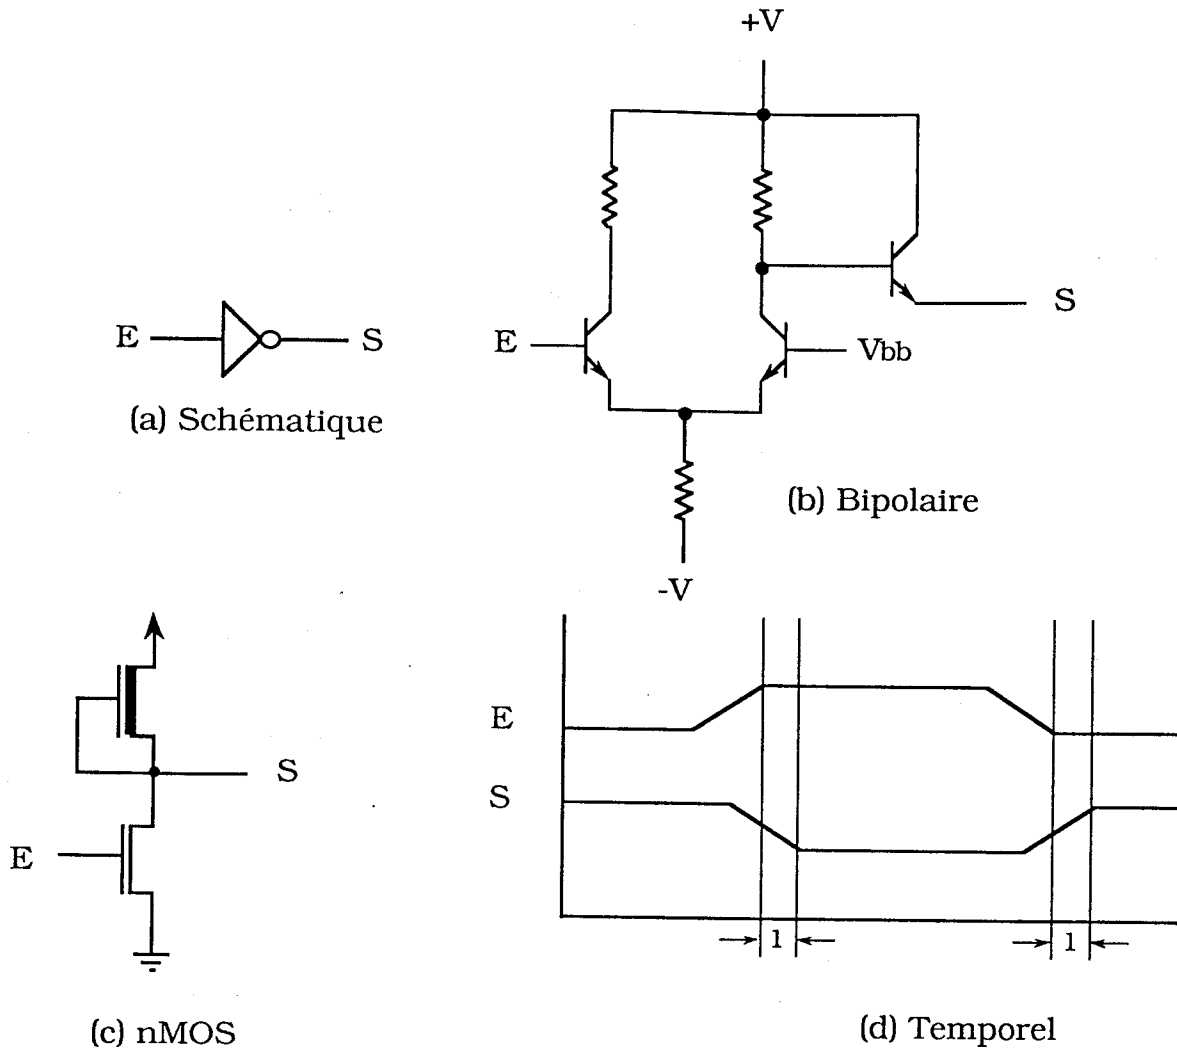 +V
E
S
(a) Schématique
E
Vbb
S
(b) Bipolaire
-V
S
E
(c) nMOS
E
S
1
1
(d) Temporel